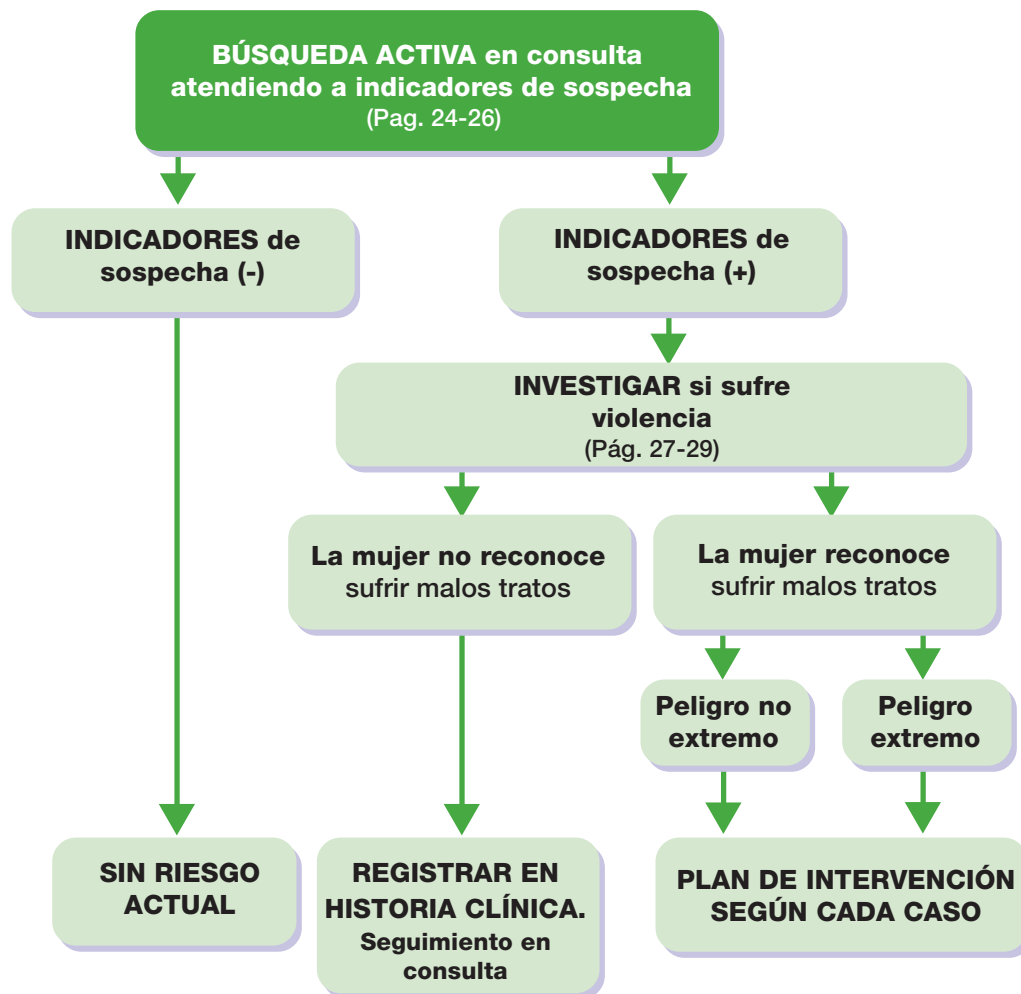 BÚSQUEDA ACTIVA en consulta
atendiendo a indicadores de sospecha
(Pag. 24-26)
INDICADORES de
sospecha (-)
INDICADORES de
sospecha (+)
INVESTIGAR si sufre
violencia
(Pág. 27-29)
La mujer no reconoce
sufrir malos tratos
La mujer reconoce
sufrir malos tratos
Peligro no
extremo
Peligro
extremo
SIN RIESGO
ACTUAL
REGISTRAR EN
HISTORIA CLÍNICA.
Seguimiento en
consulta
PLAN DE INTERVENCIÓN
SEGÚN CADA CASO